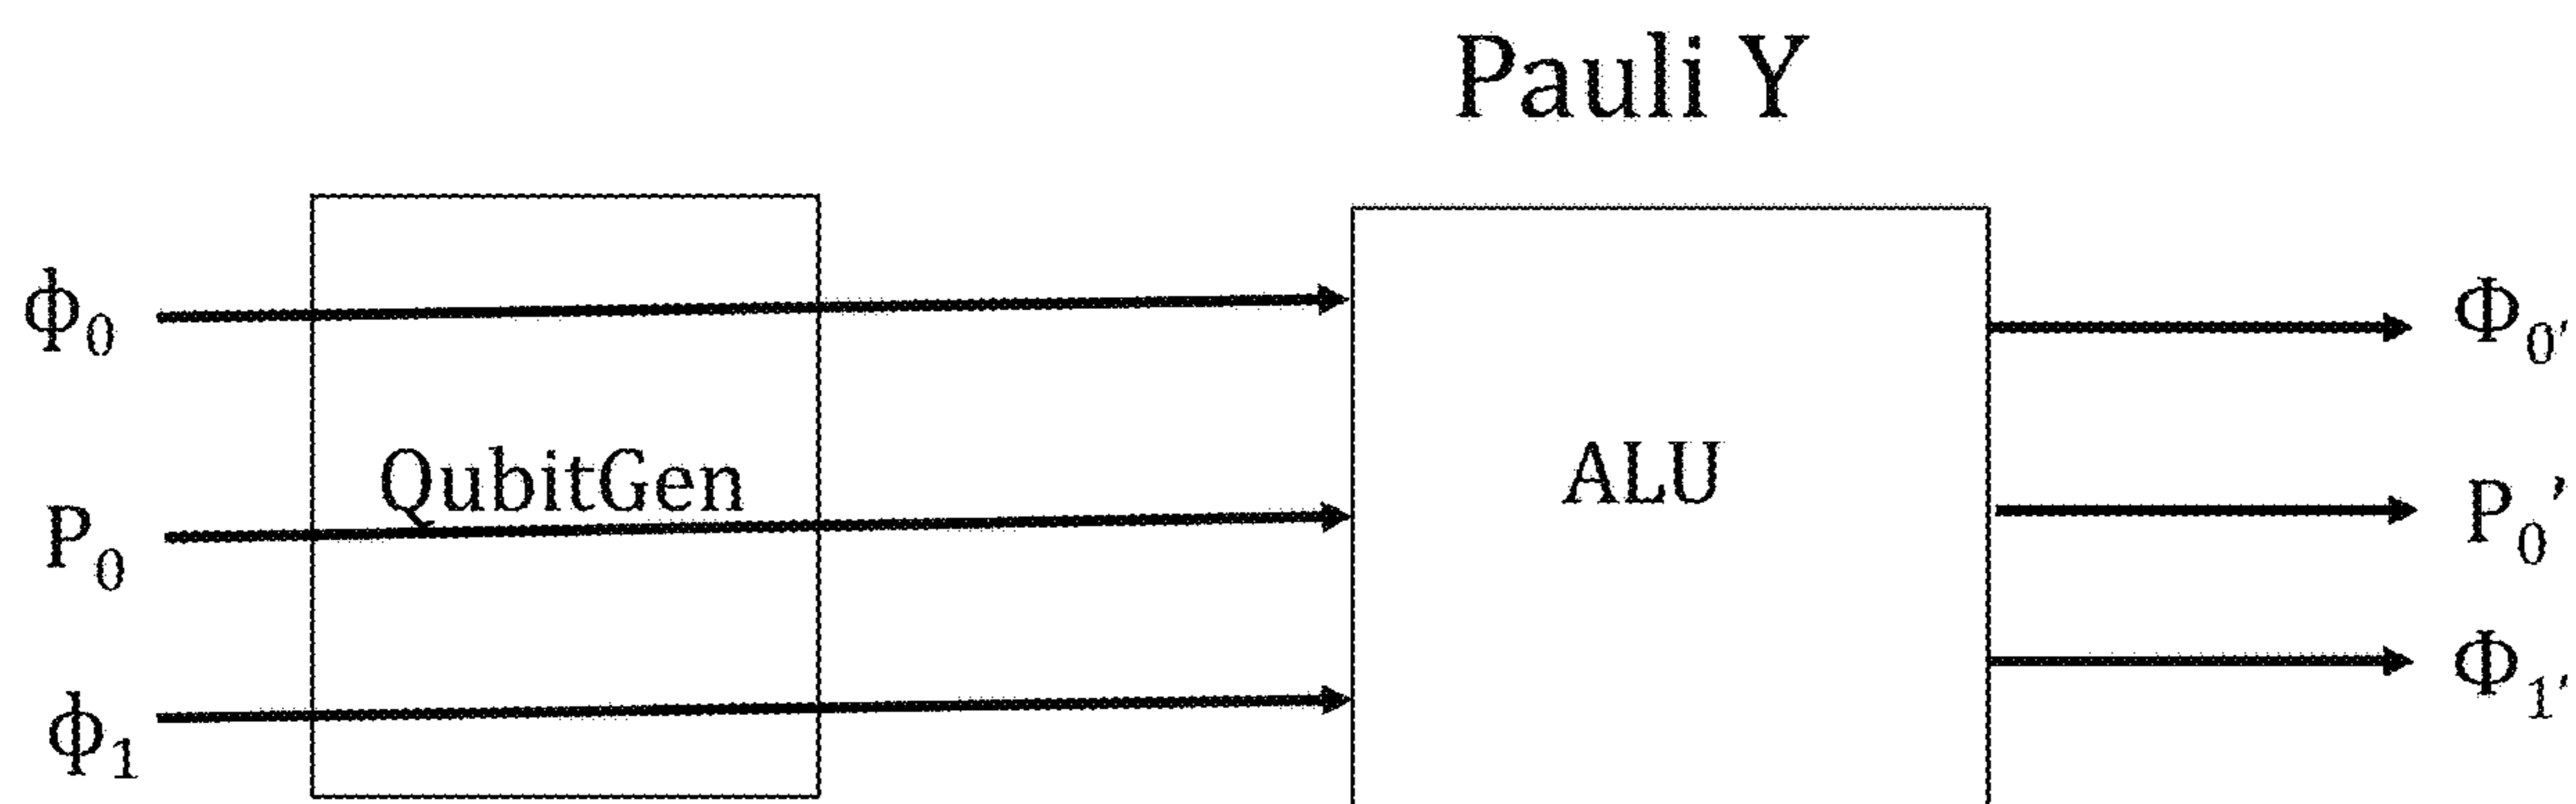 Pauli Y
ϕ₀
Φ₀'
QubitGen
ALU
P₀
P₀'
ϕ₁
Φ₁'